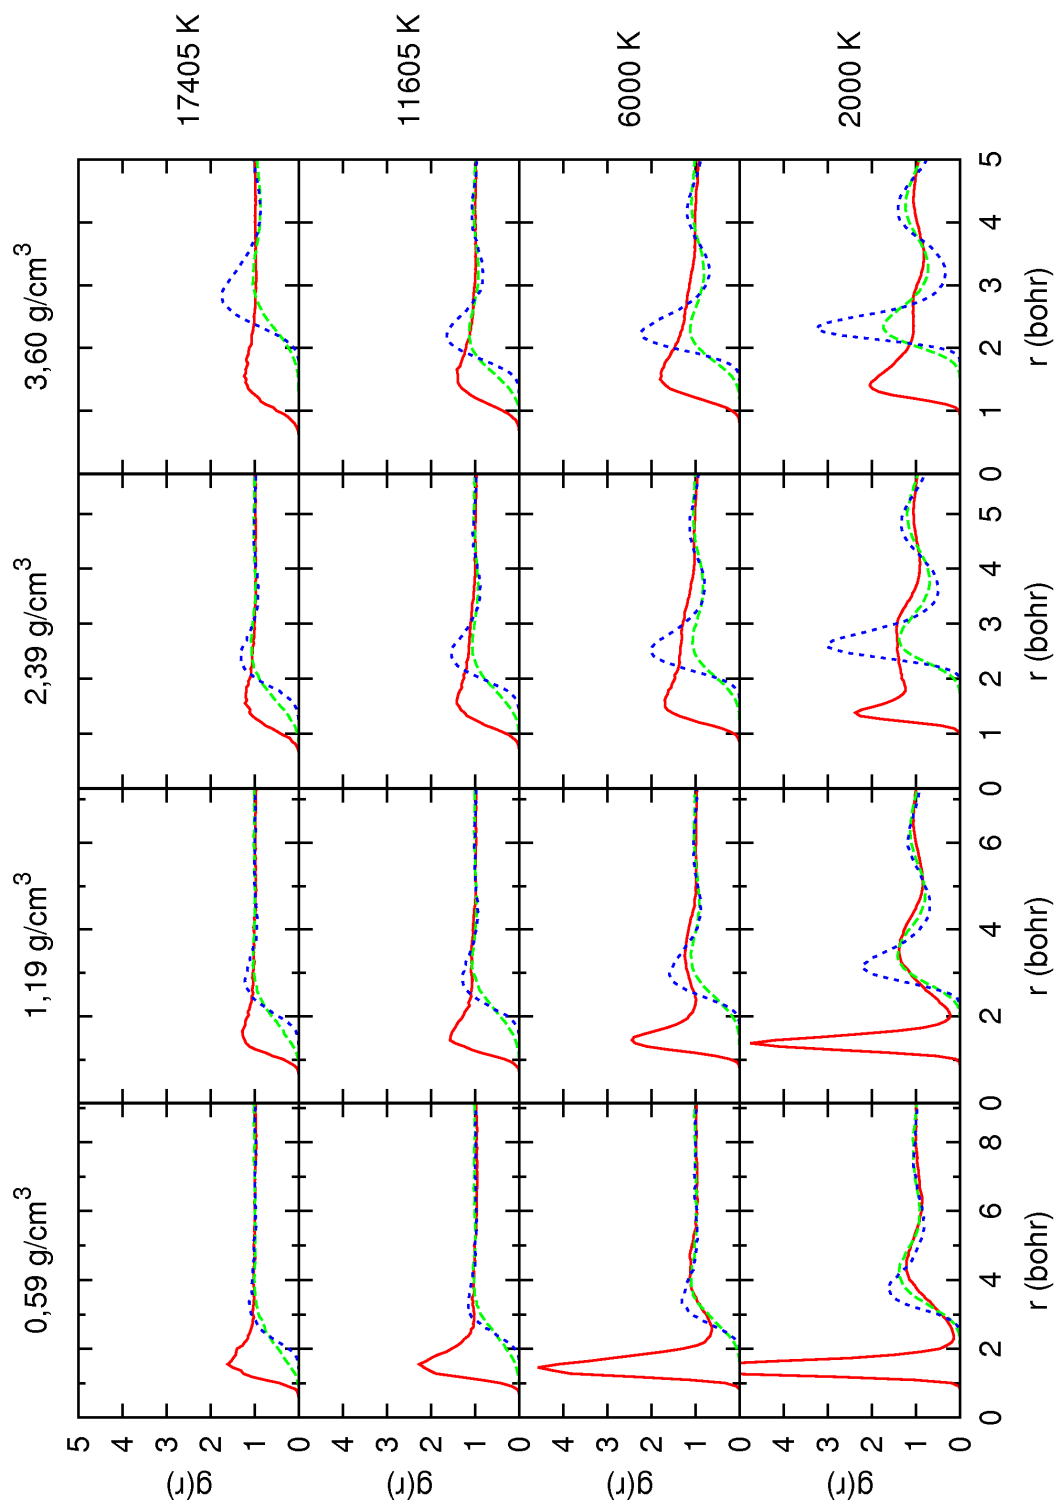 0,59 g/cm³
1,19 g/cm³
2,39 g/cm³
3,60 g/cm³
5
4
3
2
1
0
g(r)
17405 K
4
3
2
1
0
g(r)
11605 K
4
3
2
1
0
g(r)
6000 K
4
3
2
1
0
g(r)
2000 K
0 2 4 6 8
0 2 4 6
0 1 2 3 4 5
0 1 2 3 4 5
r (bohr)
r (bohr)
r (bohr)
r (bohr)